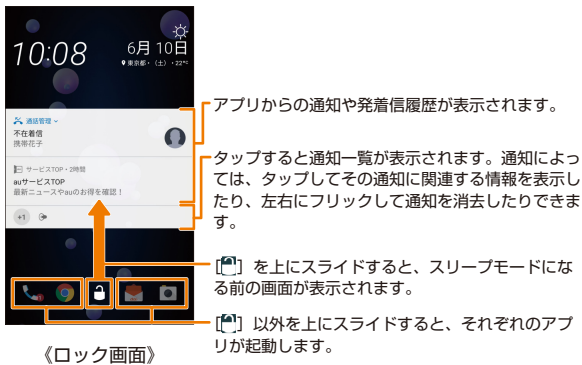 10:08
6月 10日
東京都・（土）・22℃
通話管理
不在着信
携帯花子
サービスTOP・2時間
auサービスTOP
最新ニュースやauのお得を確認！
+1
アプリからの通知や発着信履歴が表示されます。
タップすると通知一覧が表示されます。通知によっ
ては、タップしてその通知に関連する情報を表示し
たり、左右にフリックして通知を消去したりできま
す。
[ ] を上にスライドすると、スリープモードにな
る前の画面が表示されます。
[ ] 以外を上にスライドすると、それぞれのアプ
リが起動します。
《ロック画面》